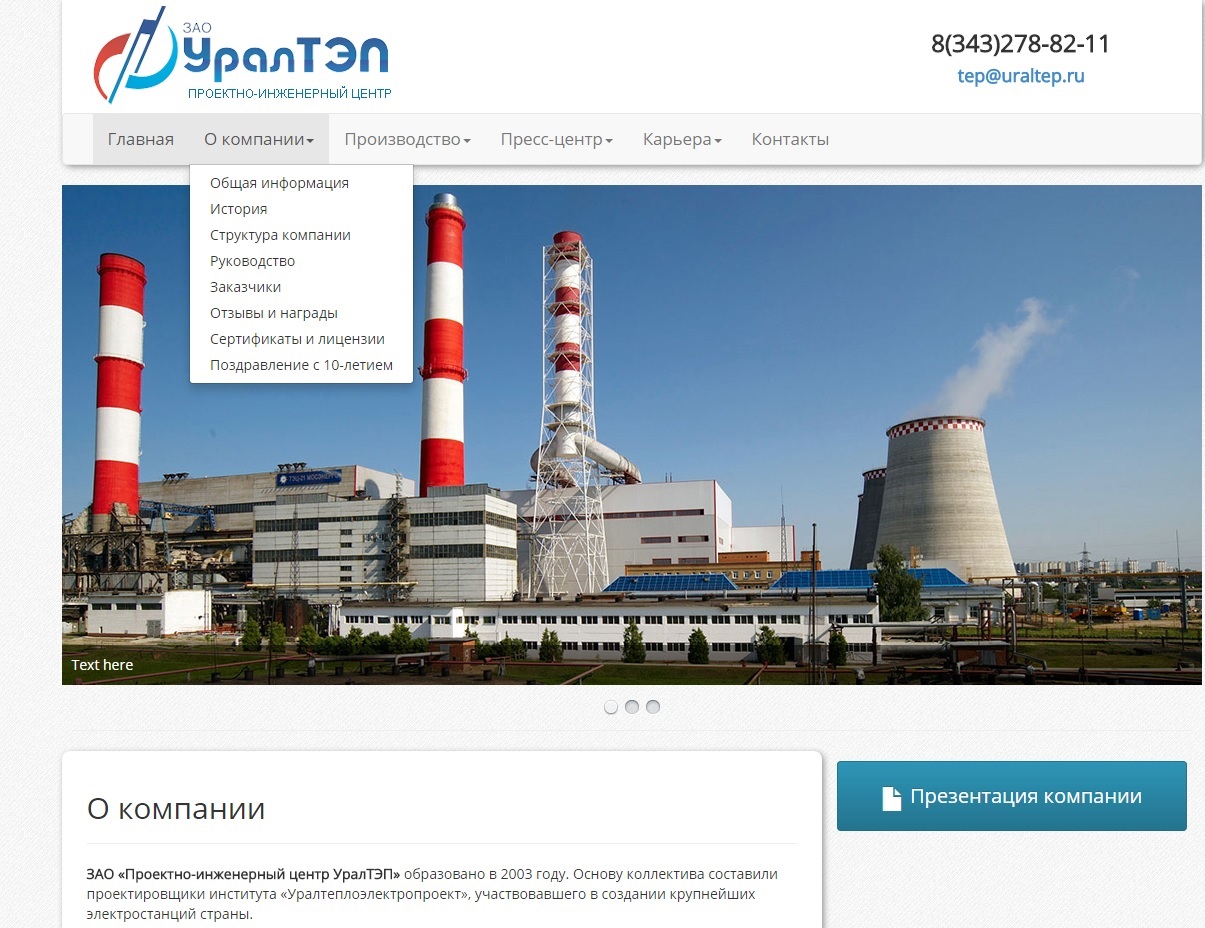 ЗАО
УралТЭП
ПРОЕКТНО-ИНЖЕНЕРНЫЙ ЦЕНТР
8(343)278-82-11
tep@uraltep.ru
Главная О компании Производство Пресс-центр Карьера Контакты
Общая информация
История
Структура компании
Руководство
Заказчики
Отзывы и награды
Сертификаты и лицензии
Поздравление с 10-летием
ТЭЦ-21 МОСЭНЕРГО
Text here
О компании
Презентация компании
ЗАО «Проектно-инженерный центр УралТЭП» образовано в 2003 году. Основу коллектива составили
проектировщики института «Уралтеплоэлектропроект», участвовавшего в создании крупнейших
электростанций страны.